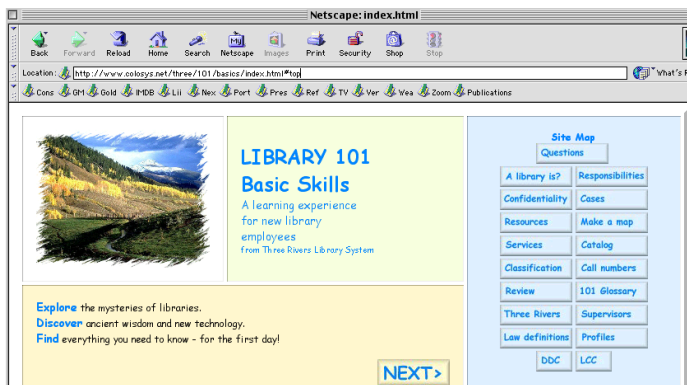 Netscape: index.html
Back Forward Reload Home Search Netscape Images Print Security Shop Stop
Location: http://www.colosys.net/three/101/basics/index.html#top What's R
Cons GM Gold IMDB Lii Nex Port Pres Ref TV Ver Wea Zoom Publications
LIBRARY 101
Basic Skills
A learning experience
for new library
employees
from Three Rivers Library System
Explore the mysteries of libraries.
Discover ancient wisdom and new technology.
Find everything you need to know - for the first day!
NEXT>
Site Map
Questions
A library is? Responsibilities
Confidentiality Cases
Resources Make a map
Services Catalog
Classification Call numbers
Review 101 Glossary
Three Rivers Supervisors
Law definitions Profiles
DDC LCC